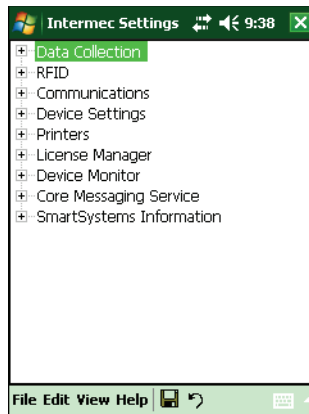 Intermec Settings 9:38
Data Collection
RFID
Communications
Device Settings
Printers
License Manager
Device Monitor
Core Messaging Service
SmartSystems Information
File Edit View Help